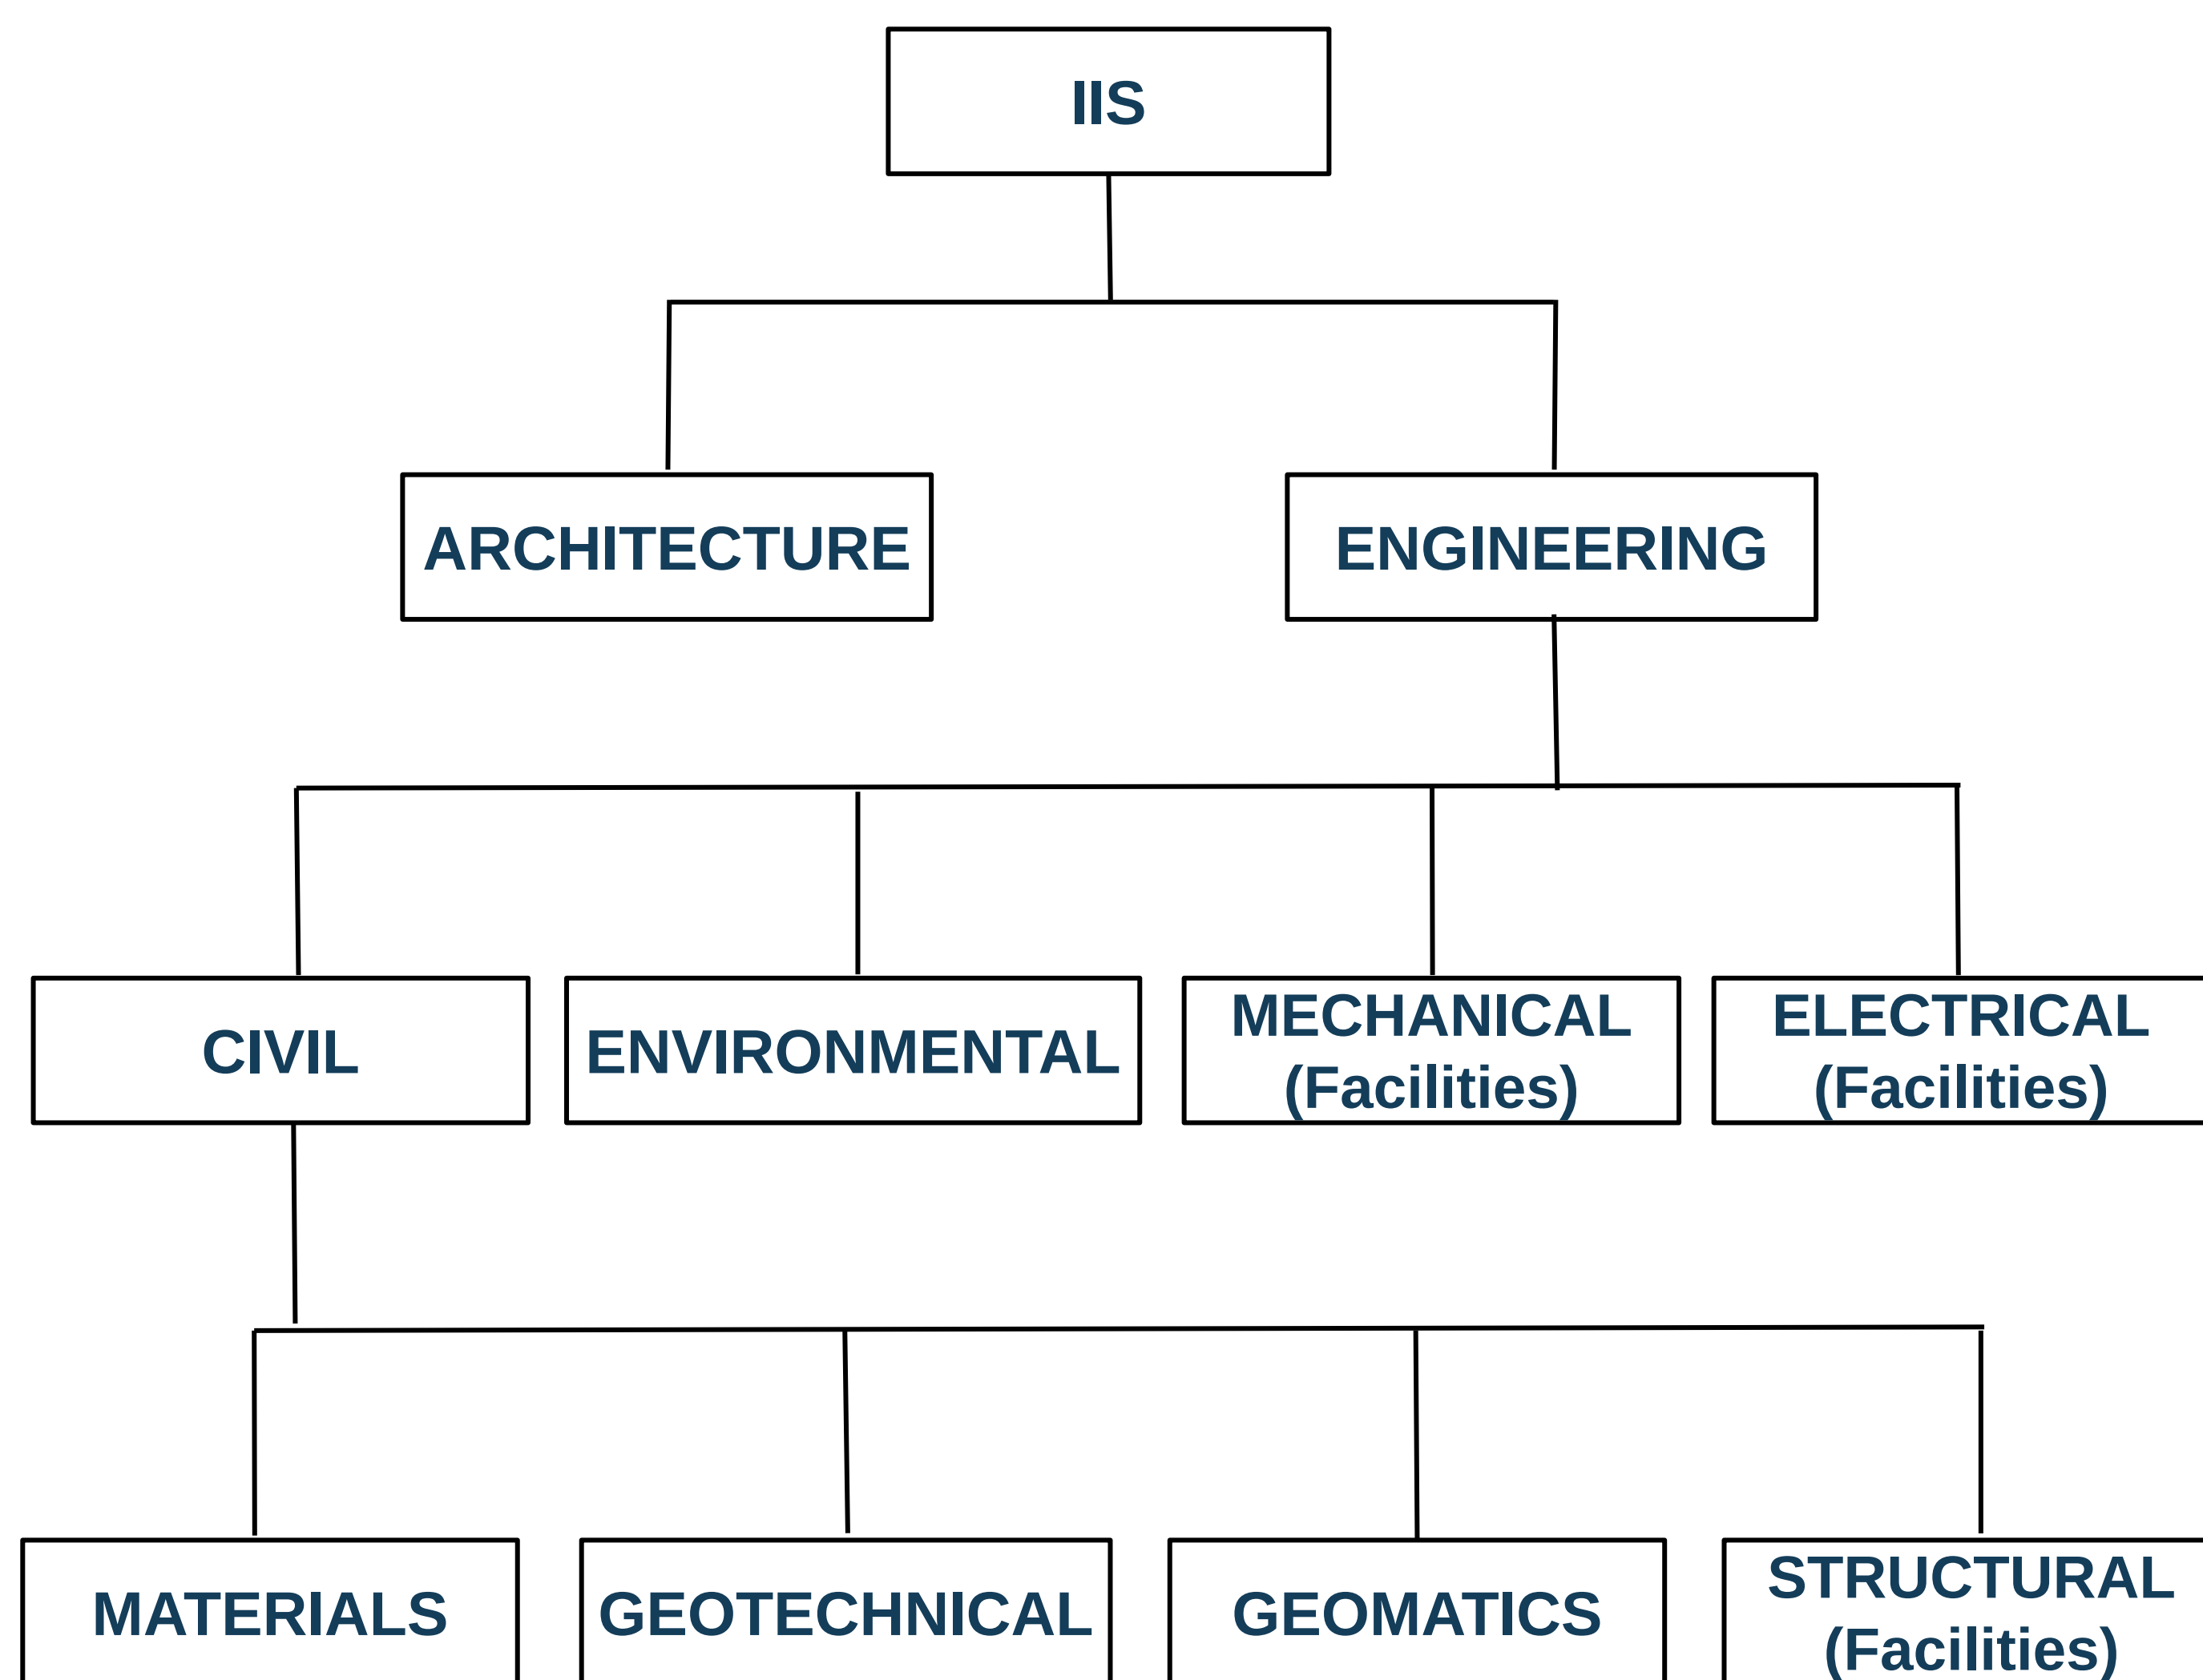 IIS
ARCHITECTURE
ENGINEERING
CIVIL
ENVIRONMENTAL
MECHANICAL
(Facilities)
ELECTRICAL
(Facilities)
MATERIALS
GEOTECHNICAL
GEOMATICS
STRUCTURAL
(Facilities)